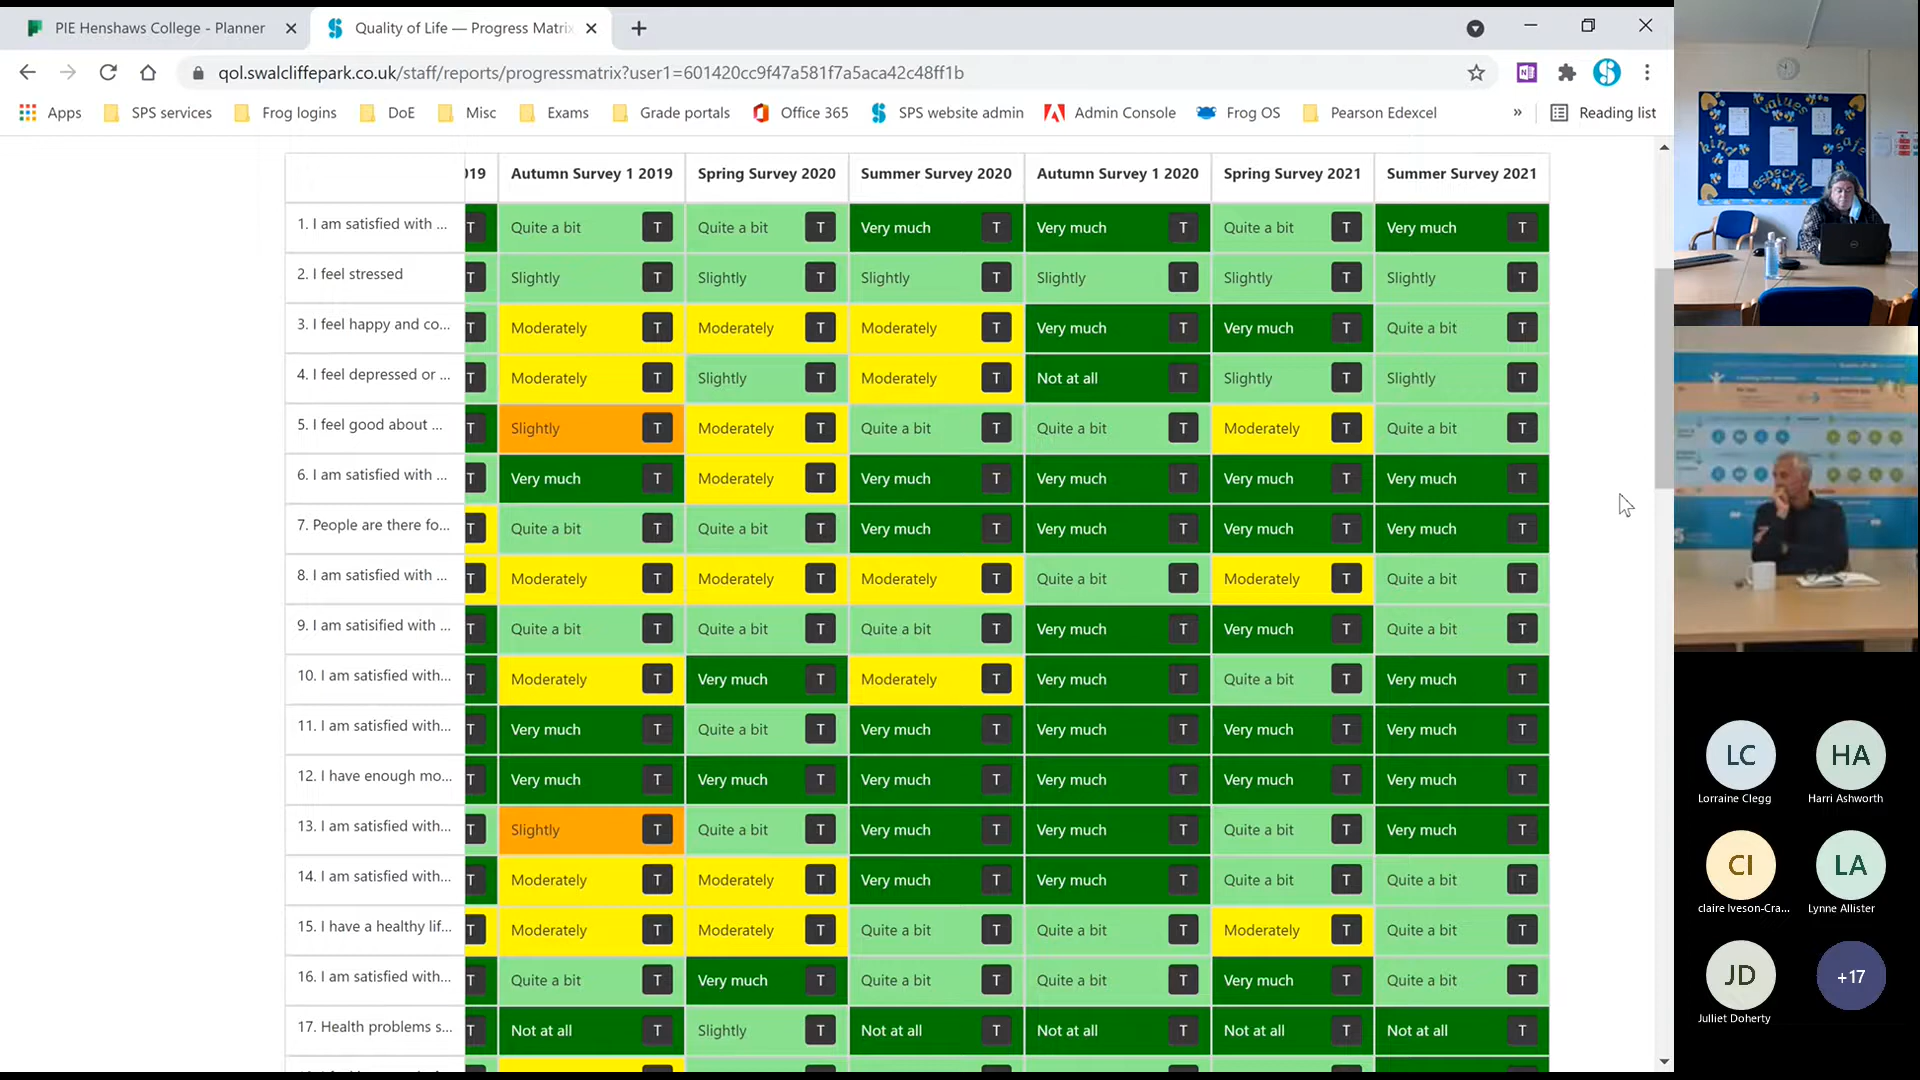 PIE Henshaws College - Planner
Quality of Life — Progress Matrix
qol.swalcliffepark.co.uk/staff/reports/progressmatrix?user1=601420cc9f47a581f7a5aca42c48ff1b
Apps SPS services Frog logins DoE Misc Exams Grade portals Office 365 SPS website admin Admin Console Frog OS Pearson Edexcel » Reading list
19 Autumn Survey 1 2019 Spring Survey 2020 Summer Survey 2020 Autumn Survey 1 2020 Spring Survey 2021 Summer Survey 2021
1. I am satisfied with ... T Quite a bit T Quite a bit T Very much T Very much T Quite a bit T Very much T
2. I feel stressed T Slightly T Slightly T Slightly T Slightly T Slightly T Slightly T
3. I feel happy and co... T Moderately T Moderately T Moderately T Very much T Very much T Quite a bit T
4. I feel depressed or ... T Moderately T Slightly T Moderately T Not at all T Slightly T Slightly T
5. I feel good about ... T Slightly T Moderately T Quite a bit T Quite a bit T Moderately T Quite a bit T
6. I am satisfied with ... T Very much T Moderately T Very much T Very much T Very much T Very much T
7. People are there fo... T Quite a bit T Quite a bit T Very much T Very much T Very much T Very much T
8. I am satisfied with ... T Moderately T Moderately T Moderately T Quite a bit T Moderately T Quite a bit T
9. I am satisified with ... T Quite a bit T Quite a bit T Quite a bit T Very much T Very much T Quite a bit T
10. I am satisfied with... T Moderately T Very much T Moderately T Very much T Quite a bit T Very much T
11. I am satisfied with... T Very much T Quite a bit T Very much T Very much T Very much T Very much T
12. I have enough mo... T Very much T Very much T Very much T Very much T Very much T Very much T
13. I am satisfied with... T Slightly T Quite a bit T Very much T Very much T Quite a bit T Very much T
14. I am satisfied with... T Moderately T Moderately T Very much T Very much T Quite a bit T Quite a bit T
15. I have a healthy lif... T Moderately T Moderately T Quite a bit T Quite a bit T Moderately T Quite a bit T
16. I am satisfied with... T Quite a bit T Very much T Quite a bit T Quite a bit T Very much T Quite a bit T
17. Health problems s... T Not at all T Slightly T Not at all T Not at all T Not at all T Not at all T
values
kind safe
respectful
LC HA
Lorraine Clegg Harri Ashworth
CI LA
claire Iveson-Cra... Lynne Allister
JD +17
Julliet Doherty